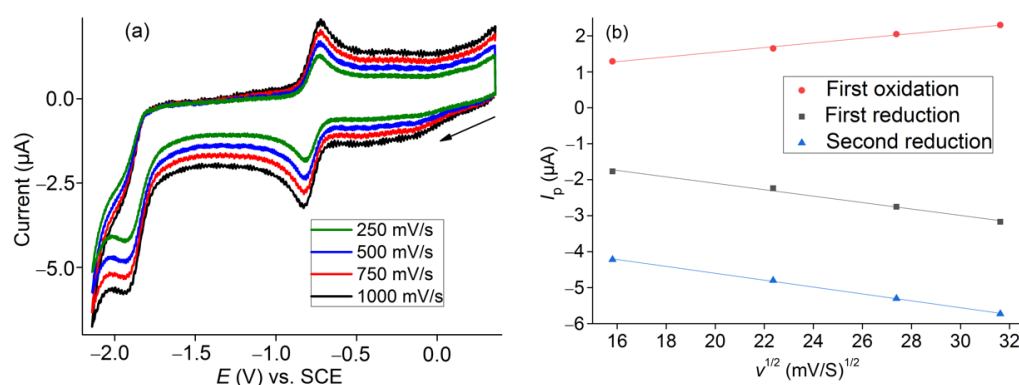 (a)
0.0
−2.5
−5.0
Current (μA)
250 mV/s
500 mV/s
750 mV/s
1000 mV/s
−2.0
−1.5
−1.0
−0.5
0.0
E (V) vs. SCE
(b)
2
1
0
−1
−2
−3
−4
−5
−6
Ip (μA)
First oxidation
First reduction
Second reduction
16
18
20
22
24
26
28
30
32
v1/2 (mV/S)1/2